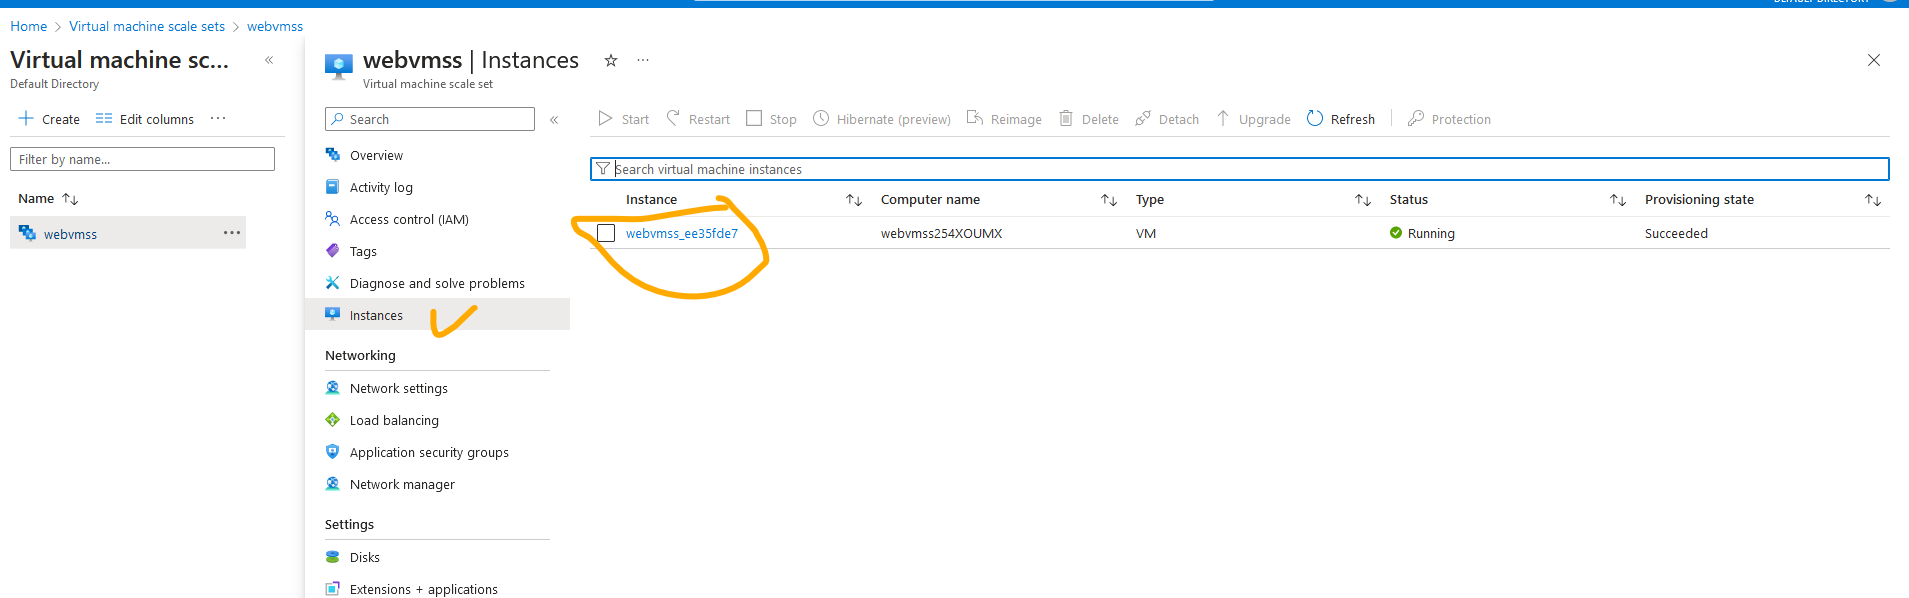 DEFAULT DIRECTORY
Home > Virtual machine scale sets > webvmss
Virtual machine sc...
Default Directory
Create
Edit columns
Filter by name...
Name
webvmss
webvmss | Instances
Virtual machine scale set
Search
Overview
Activity log
Access control (IAM)
Tags
Diagnose and solve problems
Instances
Networking
Network settings
Load balancing
Application security groups
Network manager
Settings
Disks
Extensions + applications
Start Restart Stop Hibernate (preview) Reimage Delete Detach Upgrade Refresh Protection
Search virtual machine instances
Instance Computer name Type Status Provisioning state
webvmss_ee35fde7 webvmss254XOUMX VM Running Succeeded